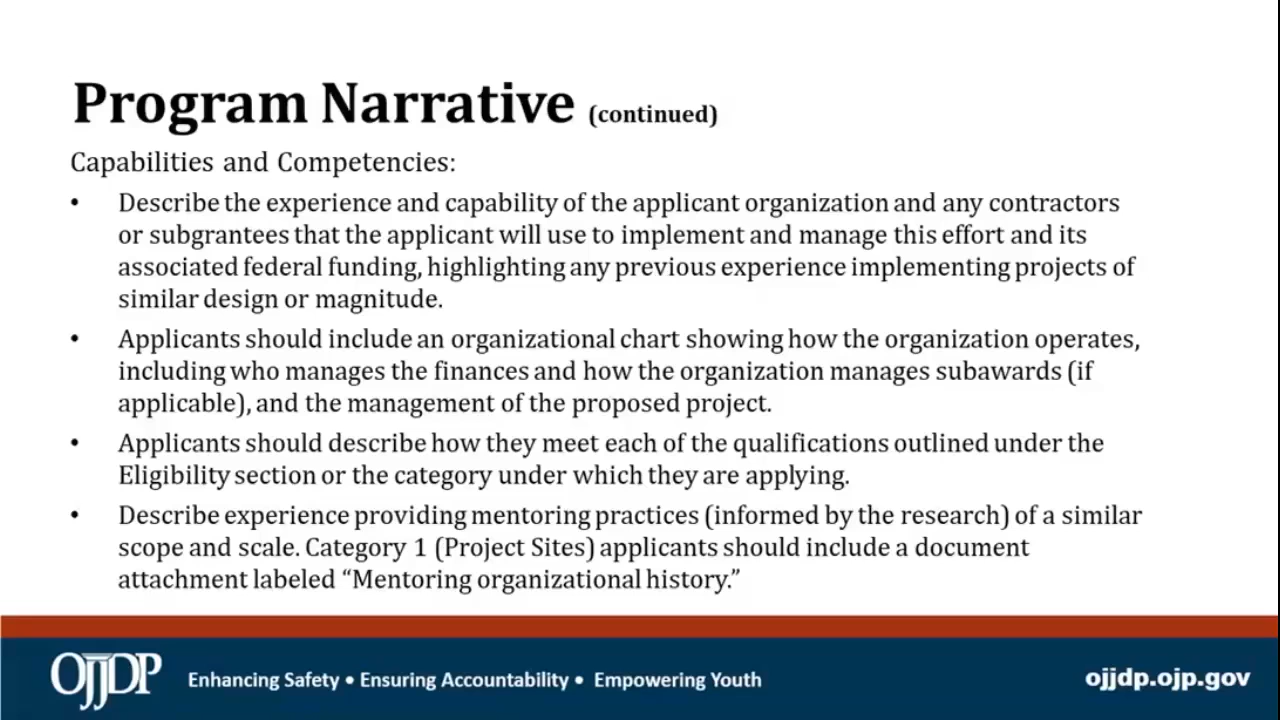 Program Narrative (continued)
Capabilities and Competencies:
• Describe the experience and capability of the applicant organization and any contractors
or subgrantees that the applicant will use to implement and manage this effort and its
associated federal funding, highlighting any previous experience implementing projects of
similar design or magnitude.
• Applicants should include an organizational chart showing how the organization operates,
including who manages the finances and how the organization manages subawards (if
applicable), and the management of the proposed project.
• Applicants should describe how they meet each of the qualifications outlined under the
Eligibility section or the category under which they are applying.
• Describe experience providing mentoring practices (informed by the research) of a similar
scope and scale. Category 1 (Project Sites) applicants should include a document
attachment labeled “Mentoring organizational history.”
OJJDP Enhancing Safety • Ensuring Accountability • Empowering Youth ojjdp.ojp.gov